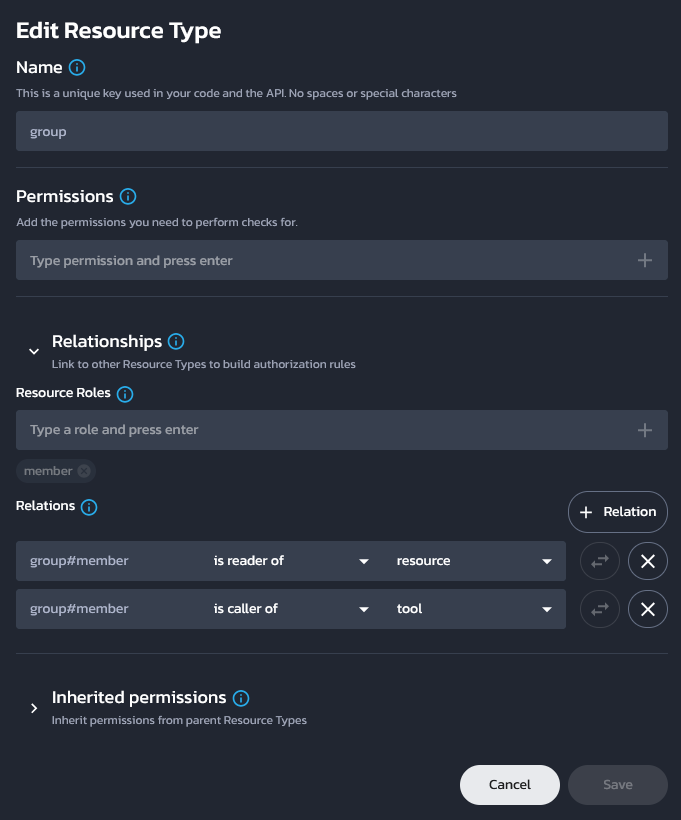 Edit Resource Type
Name
This is a unique key used in your code and the API. No spaces or special characters
group
Permissions
Add the permissions you need to perform checks for.
Type permission and press enter
Relationships
Link to other Resource Types to build authorization rules
Resource Roles
Type a role and press enter
member
Relations
Relation
group#member is reader of resource
group#member is caller of tool
Inherited permissions
Inherit permissions from parent Resource Types
Cancel Save